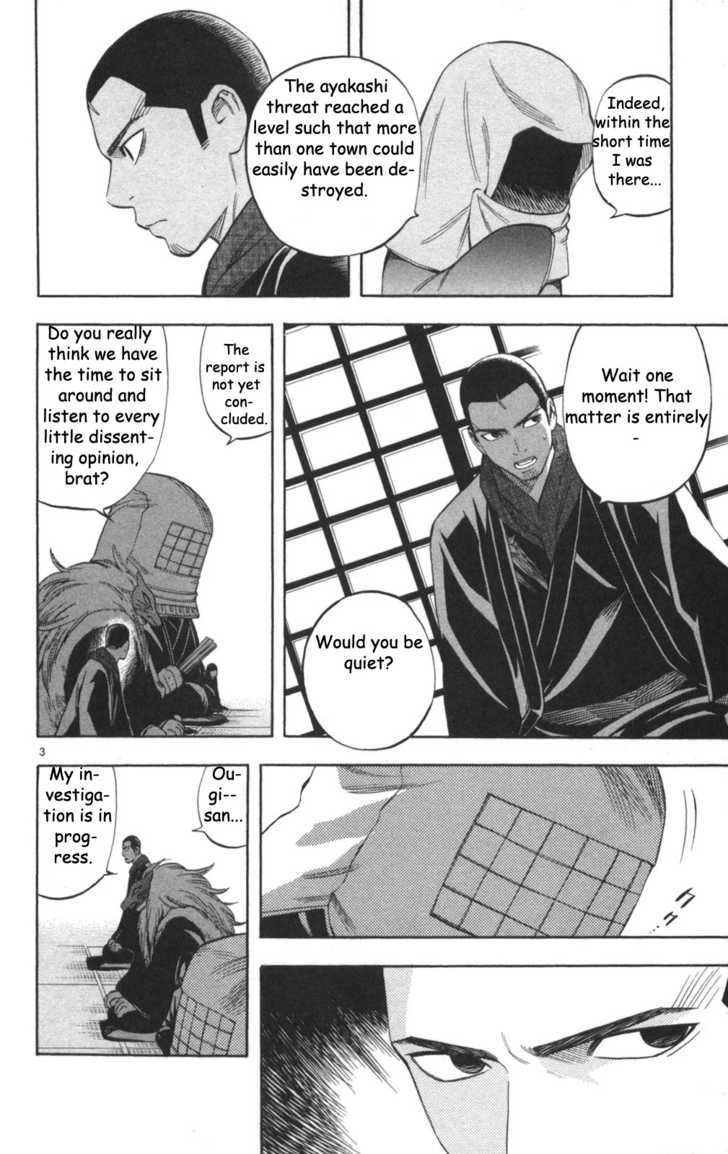 Indeed,
within the
short time
I was
there...
The ayakashi
threat reached a
level such that more
than one town could
easily have been de-
stroyed.
Wait one
moment! That
matter is entirely
-
Would you be
quiet?
The
report is
not yet
con-
cluded.
Do you really
think we have
the time to sit
around and
listen to every
little dissent-
ing opinion,
brat?
3
Ou-
gi--
san...
My in-
vestiga-
tion is in
prog-
ress.